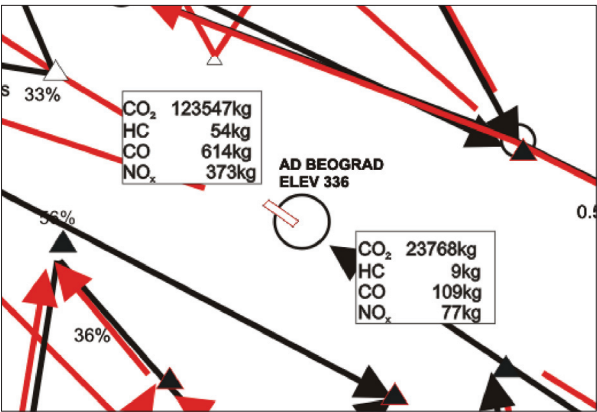 s 33%
CO₂ 123547kg
HC 54kg
CO 614kg
NOₓ 373kg
AD BEOGRAD
ELEV 336
0.5
56%
CO₂ 23768kg
HC 9kg
CO 109kg
NOₓ 77kg
36%